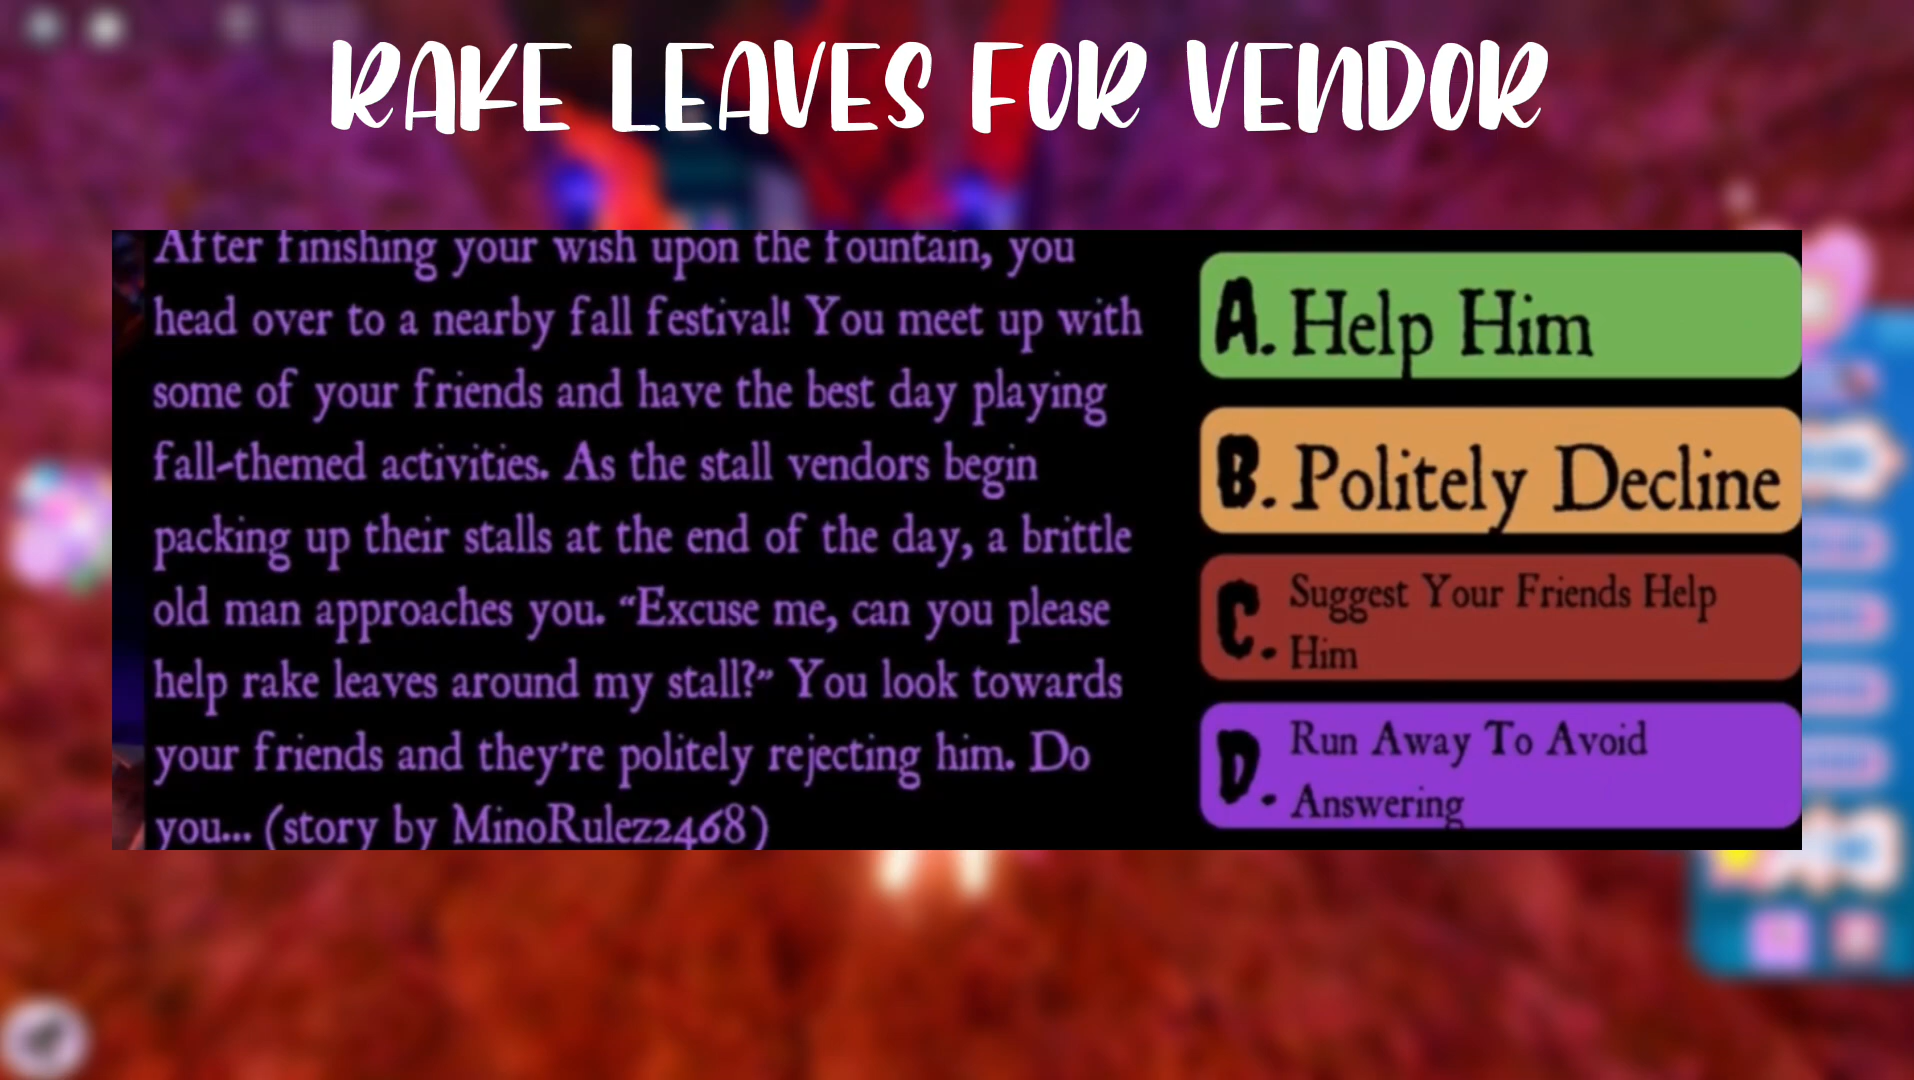 RAKE LEAVES FOR VENDOR
After finishing your wish upon the fountain, you
head over to a nearby fall festival! You meet up with
some of your friends and have the best day playing
fall-themed activities. As the stall vendors begin
packing up their stalls at the end of the day, a brittle
old man approaches you. “Excuse me, can you please
help rake leaves around my stall?” You look towards
your friends and they’re politely rejecting him. Do
you... (story by MinoRulez2468)
A. Help Him
B. Politely Decline
C. Suggest Your Friends Help
Him
D. Run Away To Avoid
Answering